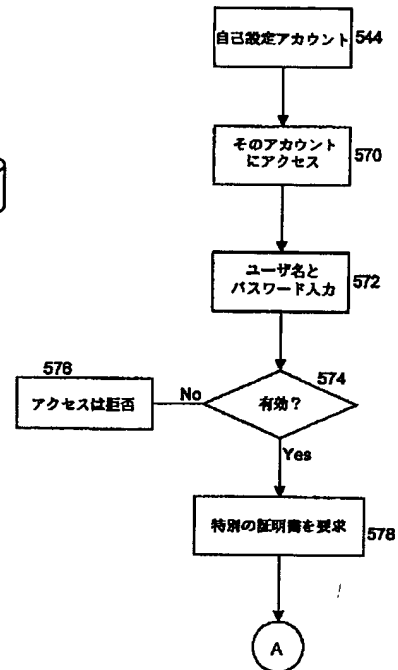 自己設定アカウント 544
そのアカウント
にアクセス 570
ユーザ名と
パスワード入力 572
576
574
アクセスは拒否
No
有効？
Yes
特別の証明書を要求 578
A